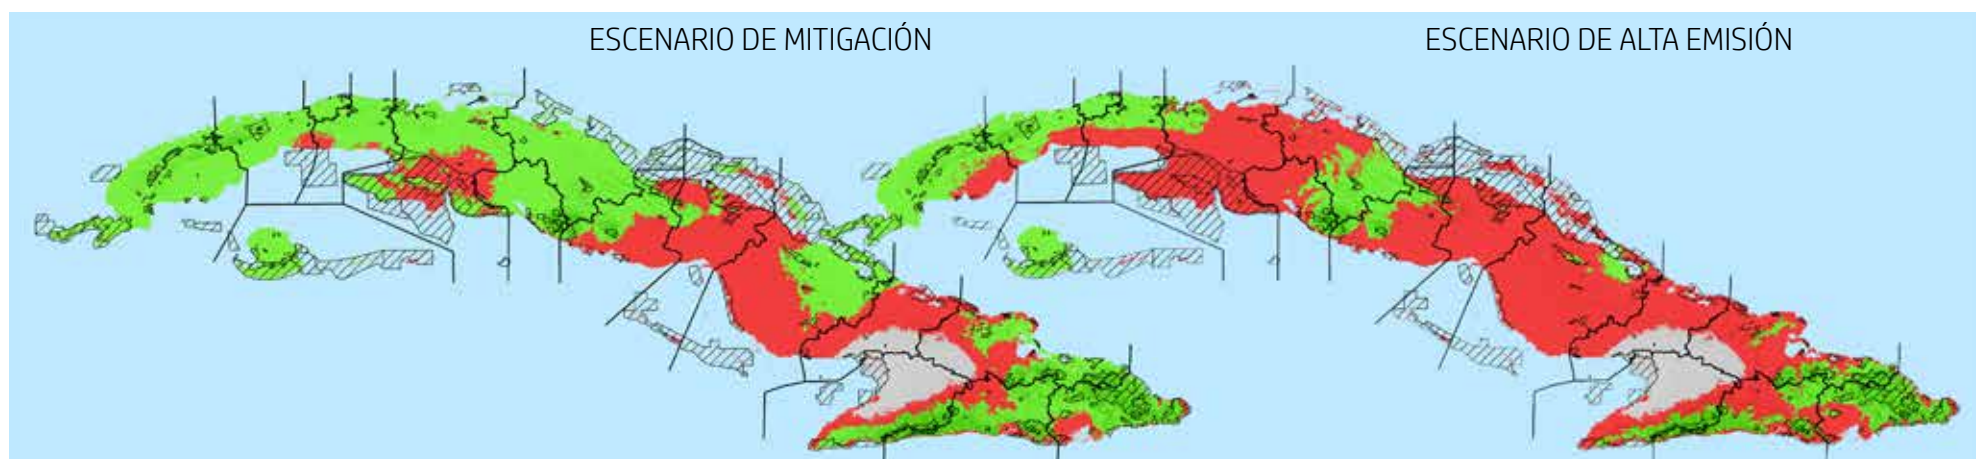 ESCENARIO DE MITIGACIÓN
ESCENARIO DE ALTA EMISIÓN